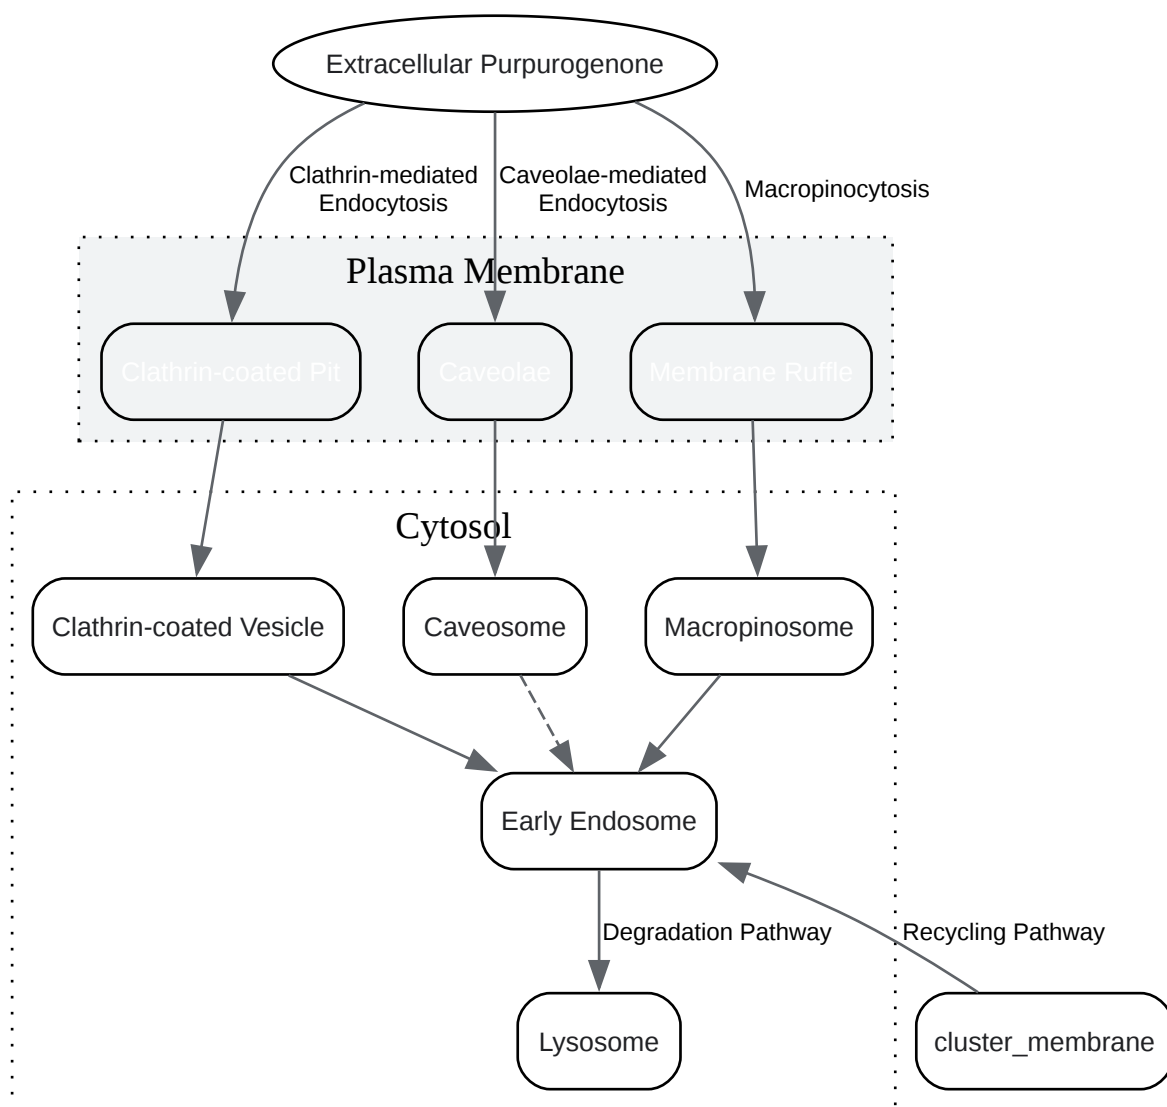 Extracellular Purpurogenone
Clathrin-mediated
Endocytosis
Caveolae-mediated
Endocytosis
Macropinocytosis
Plasma Membrane
Clathrin-coated Pit
Caveolae
Membrane Ruffle
Cytosol
Clathrin-coated Vesicle
Caveosome
Macropinosome
Early Endosome
Degradation Pathway
Recycling Pathway
Lysosome
cluster_membrane